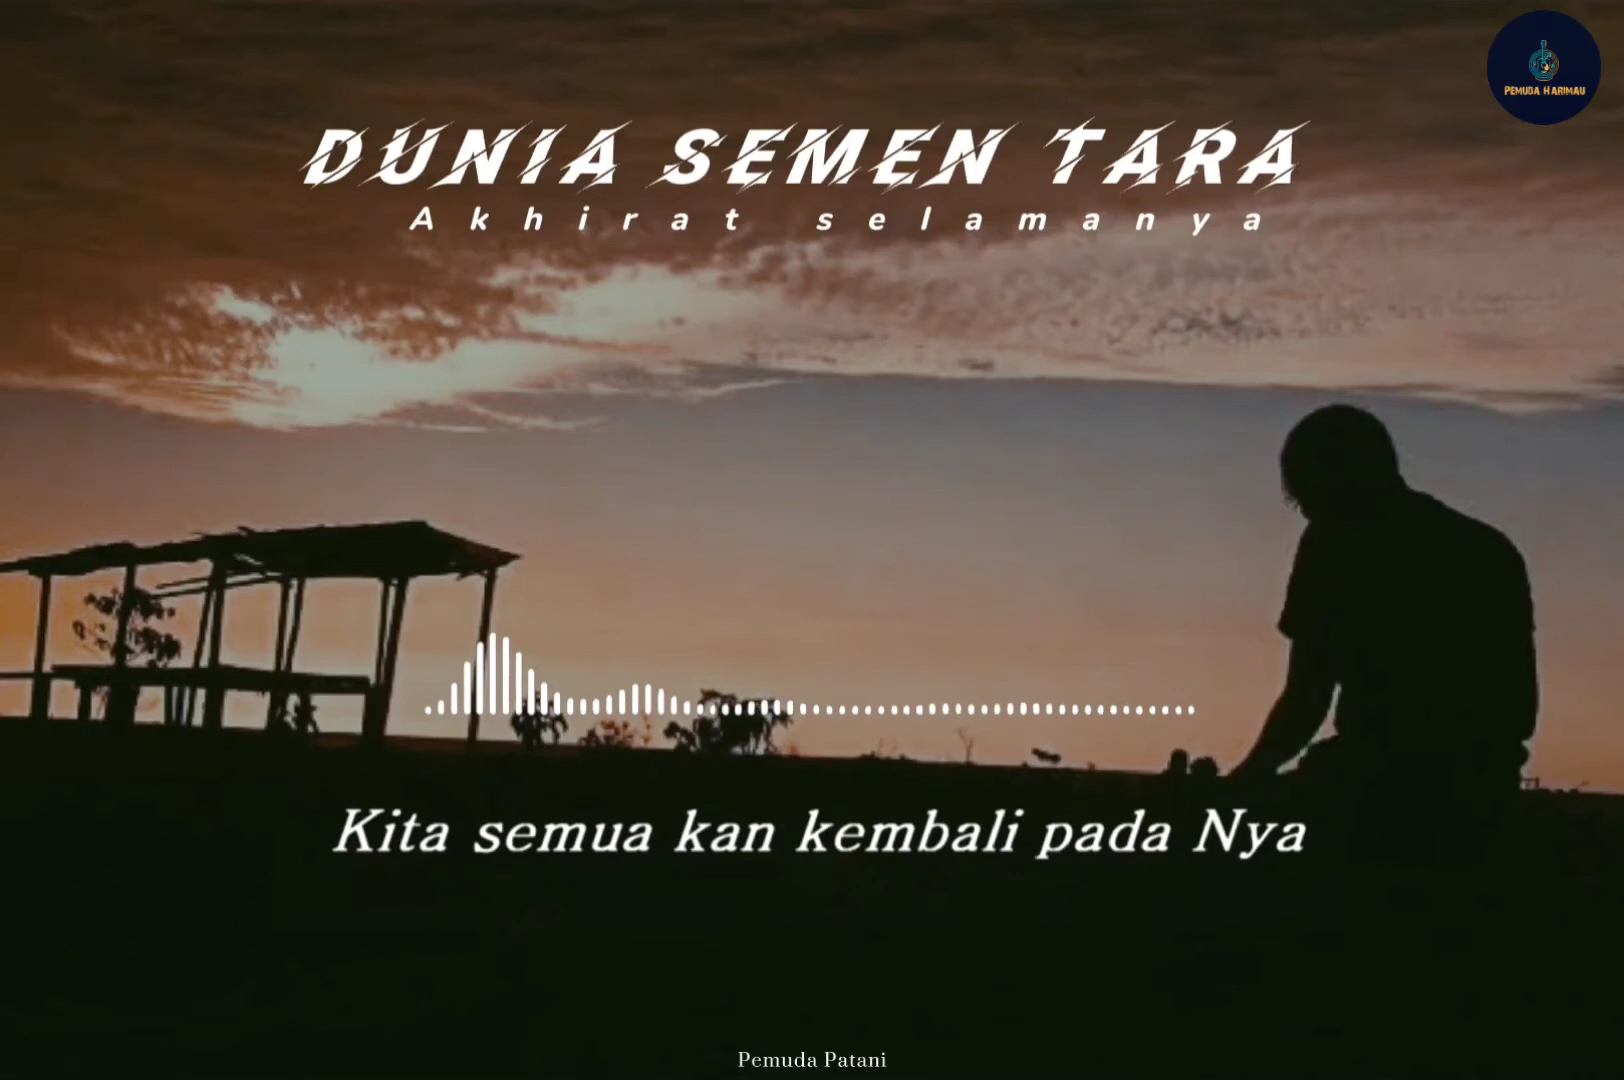 PEMUDA HARIMAU
DUNIA SEMEN TARA
Akhirat selamanya
Kita semua kan kembali pada Nya
Pemuda Patani